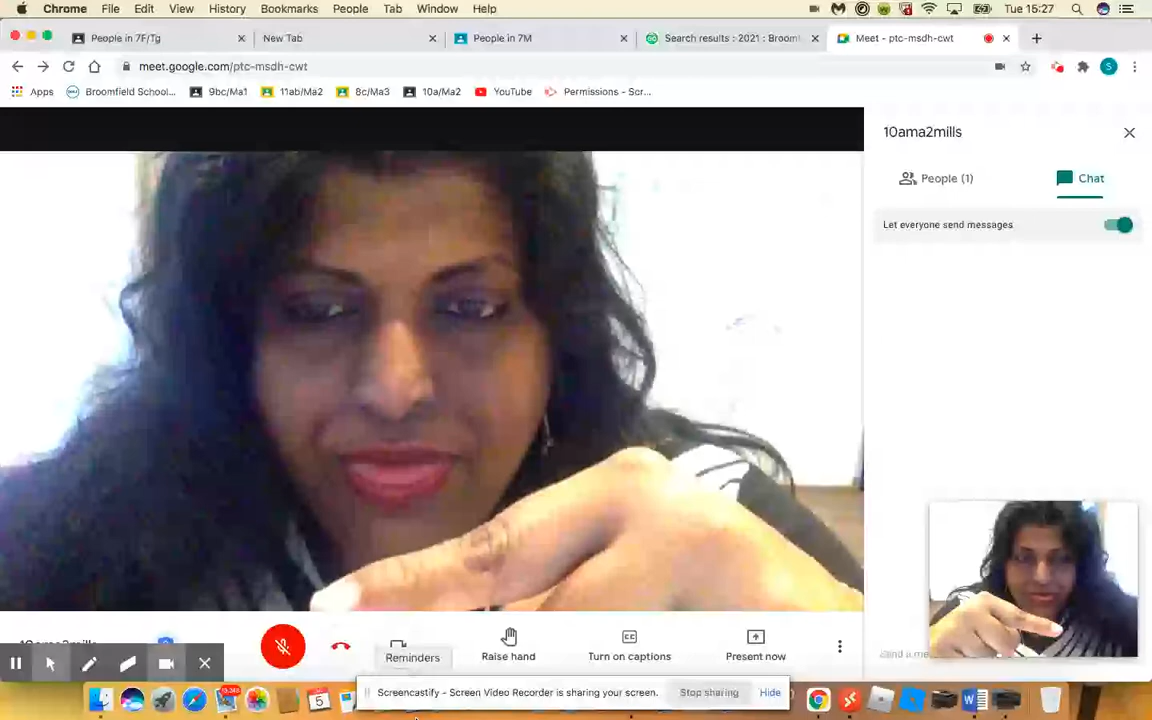 Chrome File Edit View History Bookmarks People Tab Window Help Tue 15:27
People in 7F/Tg New Tab People in 7M Search results : 2021 : Broomf Meet - ptc-msdh-cwt
meet.google.com/ptc-msdh-cwt S
Apps Broomfield School... 9bc/Ma1 11ab/Ma2 8c/Ma3 10a/Ma2 YouTube Permissions - Scr...
10ama2mills
People (1) Chat
Let everyone send messages
10ama2mills
Reminders Raise hand Turn on captions Present now
Send a me
Screencastify - Screen Video Recorder is sharing your screen. Stop sharing Hide
5